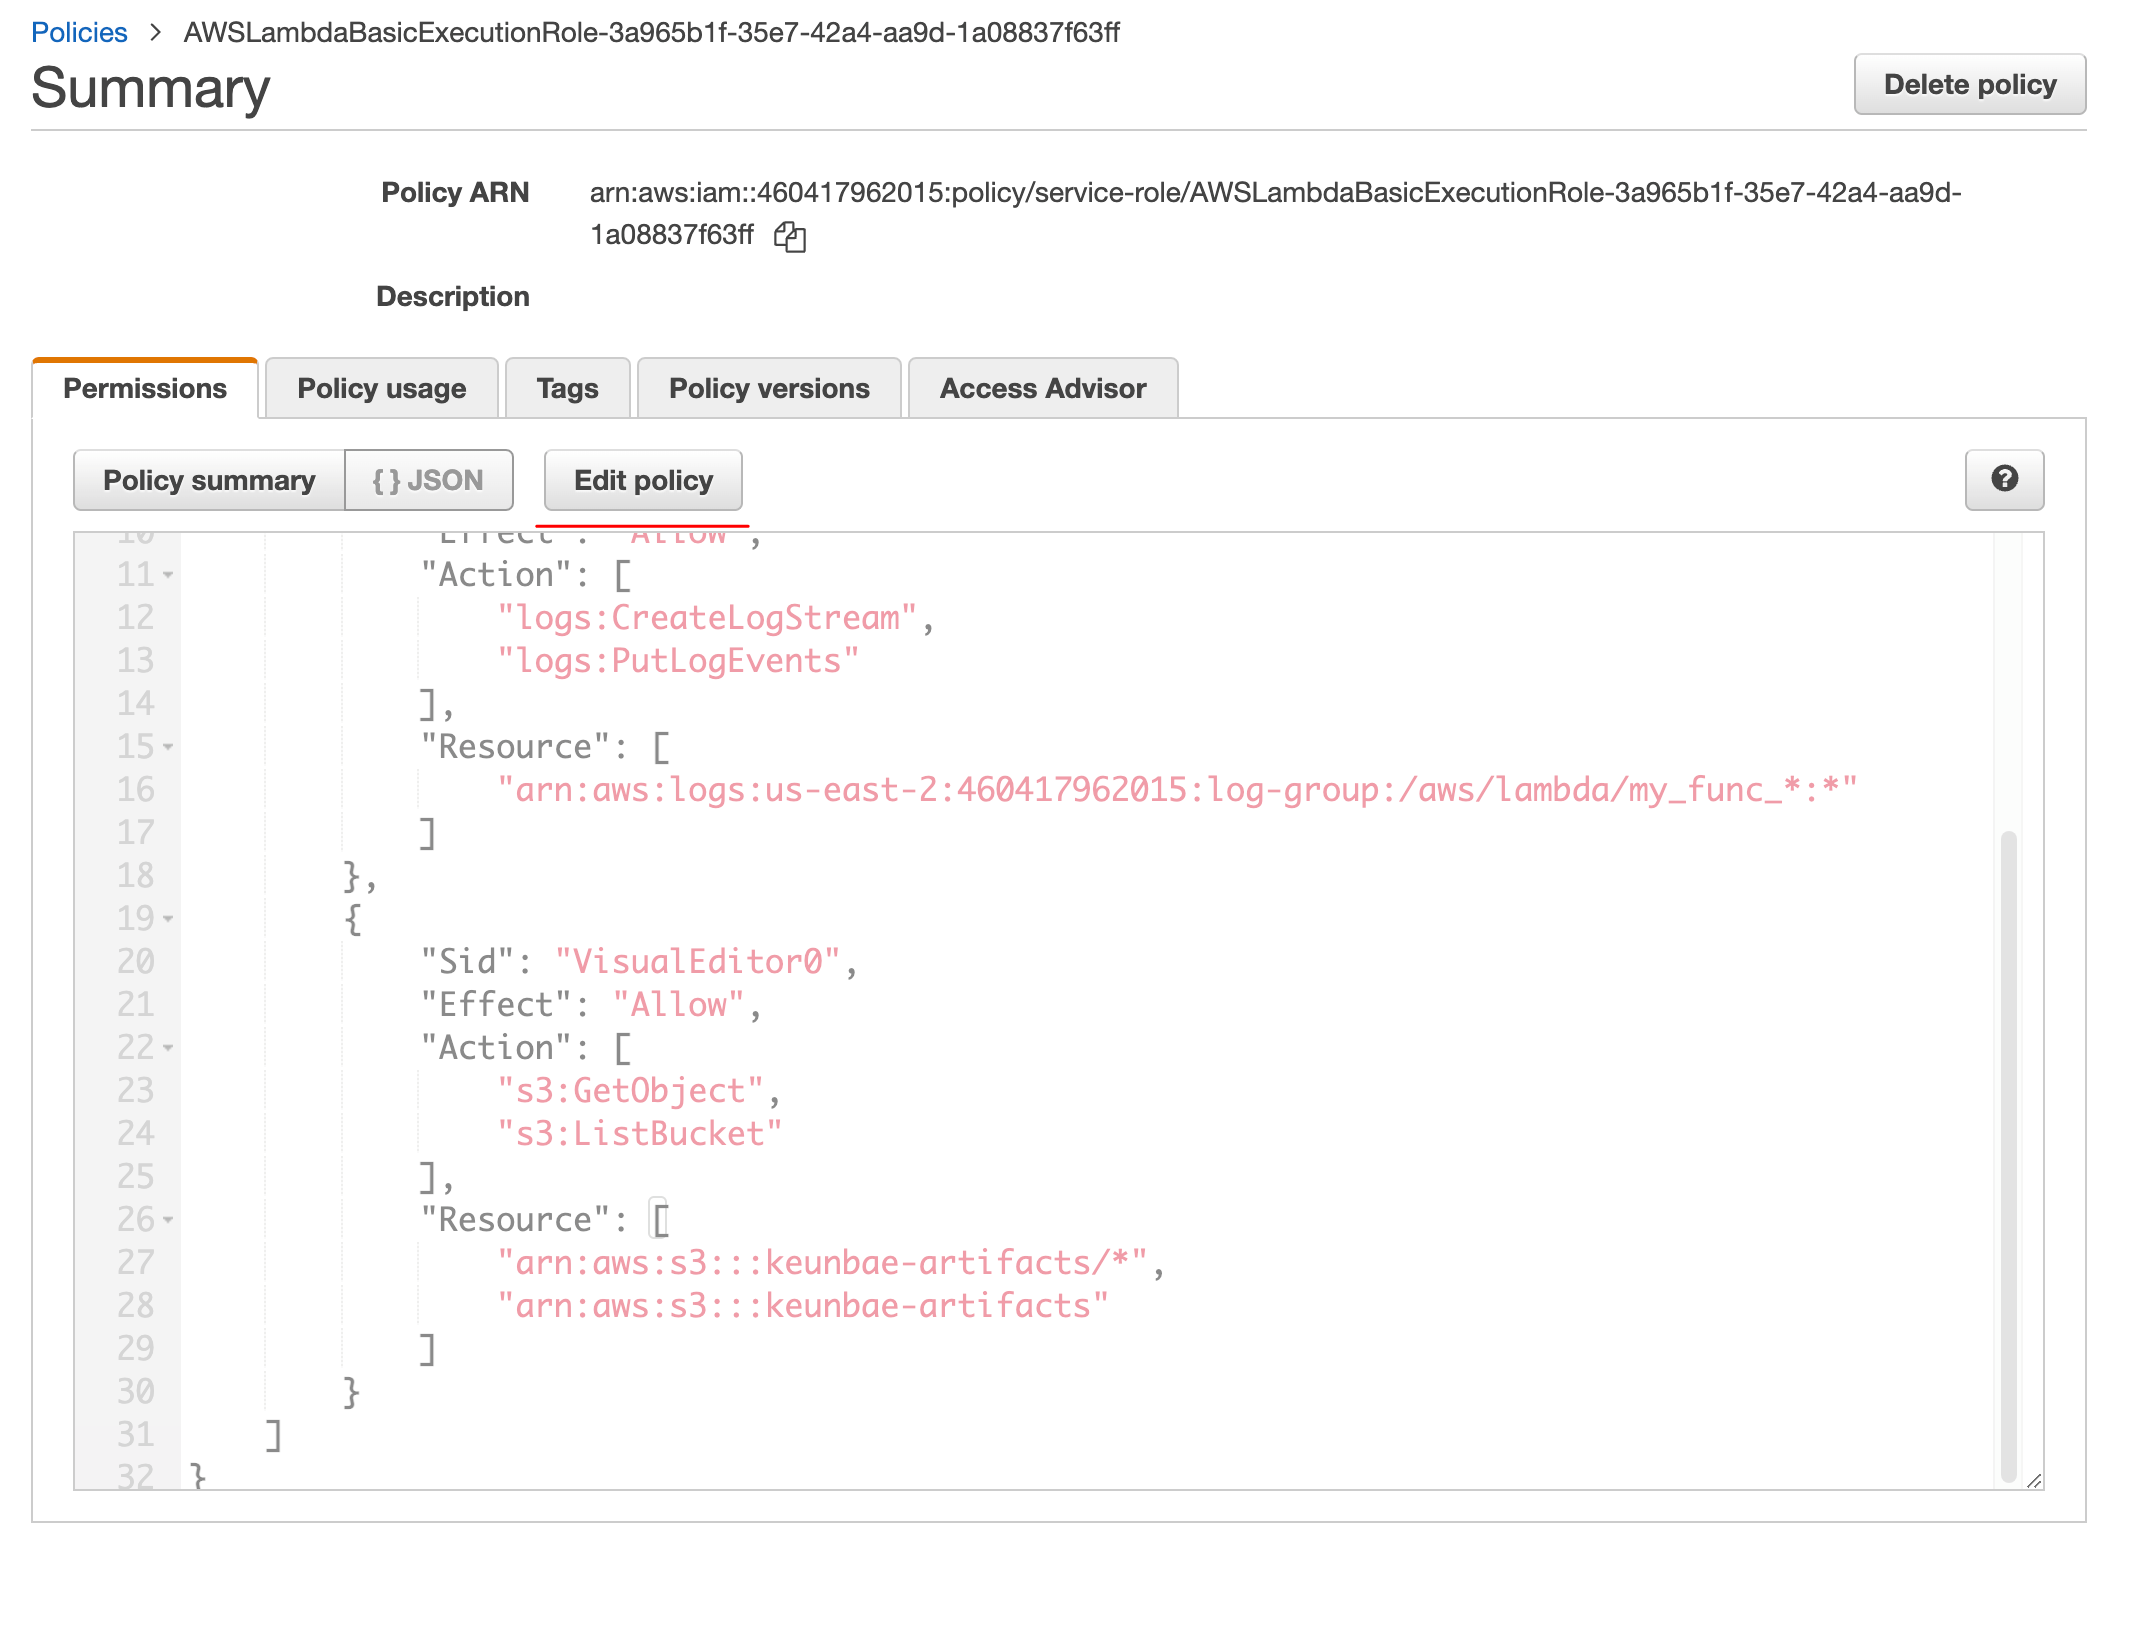 Policies > AWSLambdaBasicExecutionRole-3a965b1f-35e7-42a4-aa9d-1a08837f63ff
Summary
Delete policy
Policy ARN arn:aws:iam::460417962015:policy/service-role/AWSLambdaBasicExecutionRole-3a965b1f-35e7-42a4-aa9d-
1a08837f63ff
Description
Permissions Policy usage Tags Policy versions Access Advisor
Policy summary {} JSON Edit policy ?
10 "Effect": "Allow",
11 "Action": [
12 "logs:CreateLogStream",
13 "logs:PutLogEvents"
14 ],
15 "Resource": [
16 "arn:aws:logs:us-east-2:460417962015:log-group:/aws/lambda/my_func_*:*"
17 ]
18 },
19 {
20 "Sid": "VisualEditor0",
21 "Effect": "Allow",
22 "Action": [
23 "s3:GetObject",
24 "s3:ListBucket"
25 ],
26 "Resource": [
27 "arn:aws:s3:::keunbae-artifacts/*",
28 "arn:aws:s3:::keunbae-artifacts"
29 ]
30 }
31 ]
32 }